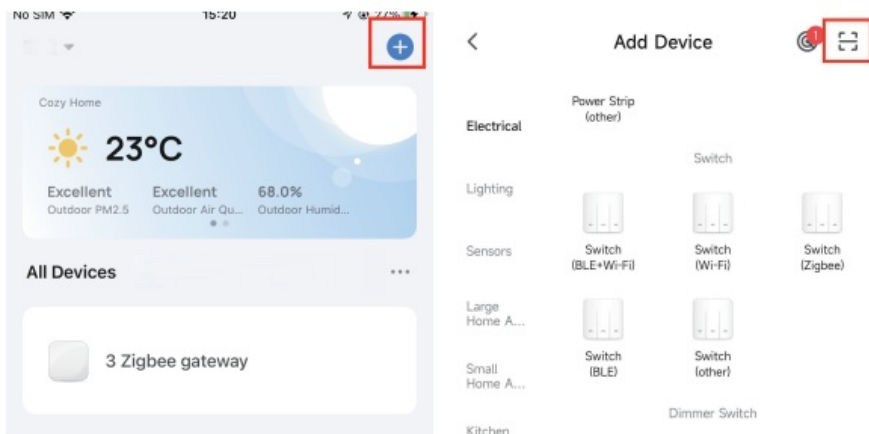 No SIM
15:20
27%
Cozy Home
23°C
Excellent Excellent 68.0%
Outdoor PM2.5 Outdoor Air Qu... Outdoor Humid...
All Devices
...
3 Zigbee gateway
Add Device
1
Electrical
Lighting
Sensors
Large
Home A...
Small
Home A...
Kitchen
Power Strip
(other)
Switch
Switch
(BLE+Wi-Fi)
Switch
(Wi-Fi)
Switch
(Zigbee)
Switch
(BLE)
Switch
(other)
Dimmer Switch